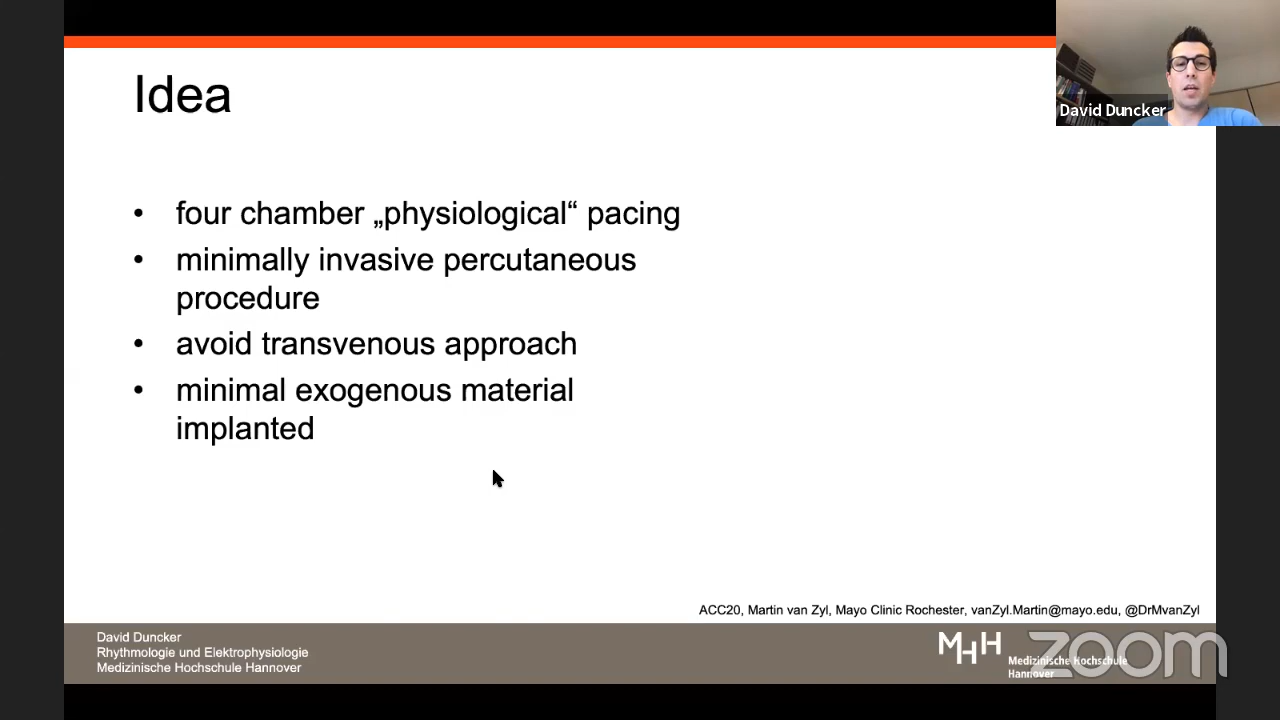 Idea
David Duncker
• four chamber „physiological“ pacing
• minimally invasive percutaneous
procedure
• avoid transvenous approach
• minimal exogenous material
implanted
ACC20, Martin van Zyl, Mayo Clinic Rochester, vanZyl.Martin@mayo.edu, @DrMvanZyl
David Duncker
Rhythmologie und Elektrophysiologie
Medizinische Hochschule Hannover
MHH
Medizinische Hochschule
Hannover
zoom